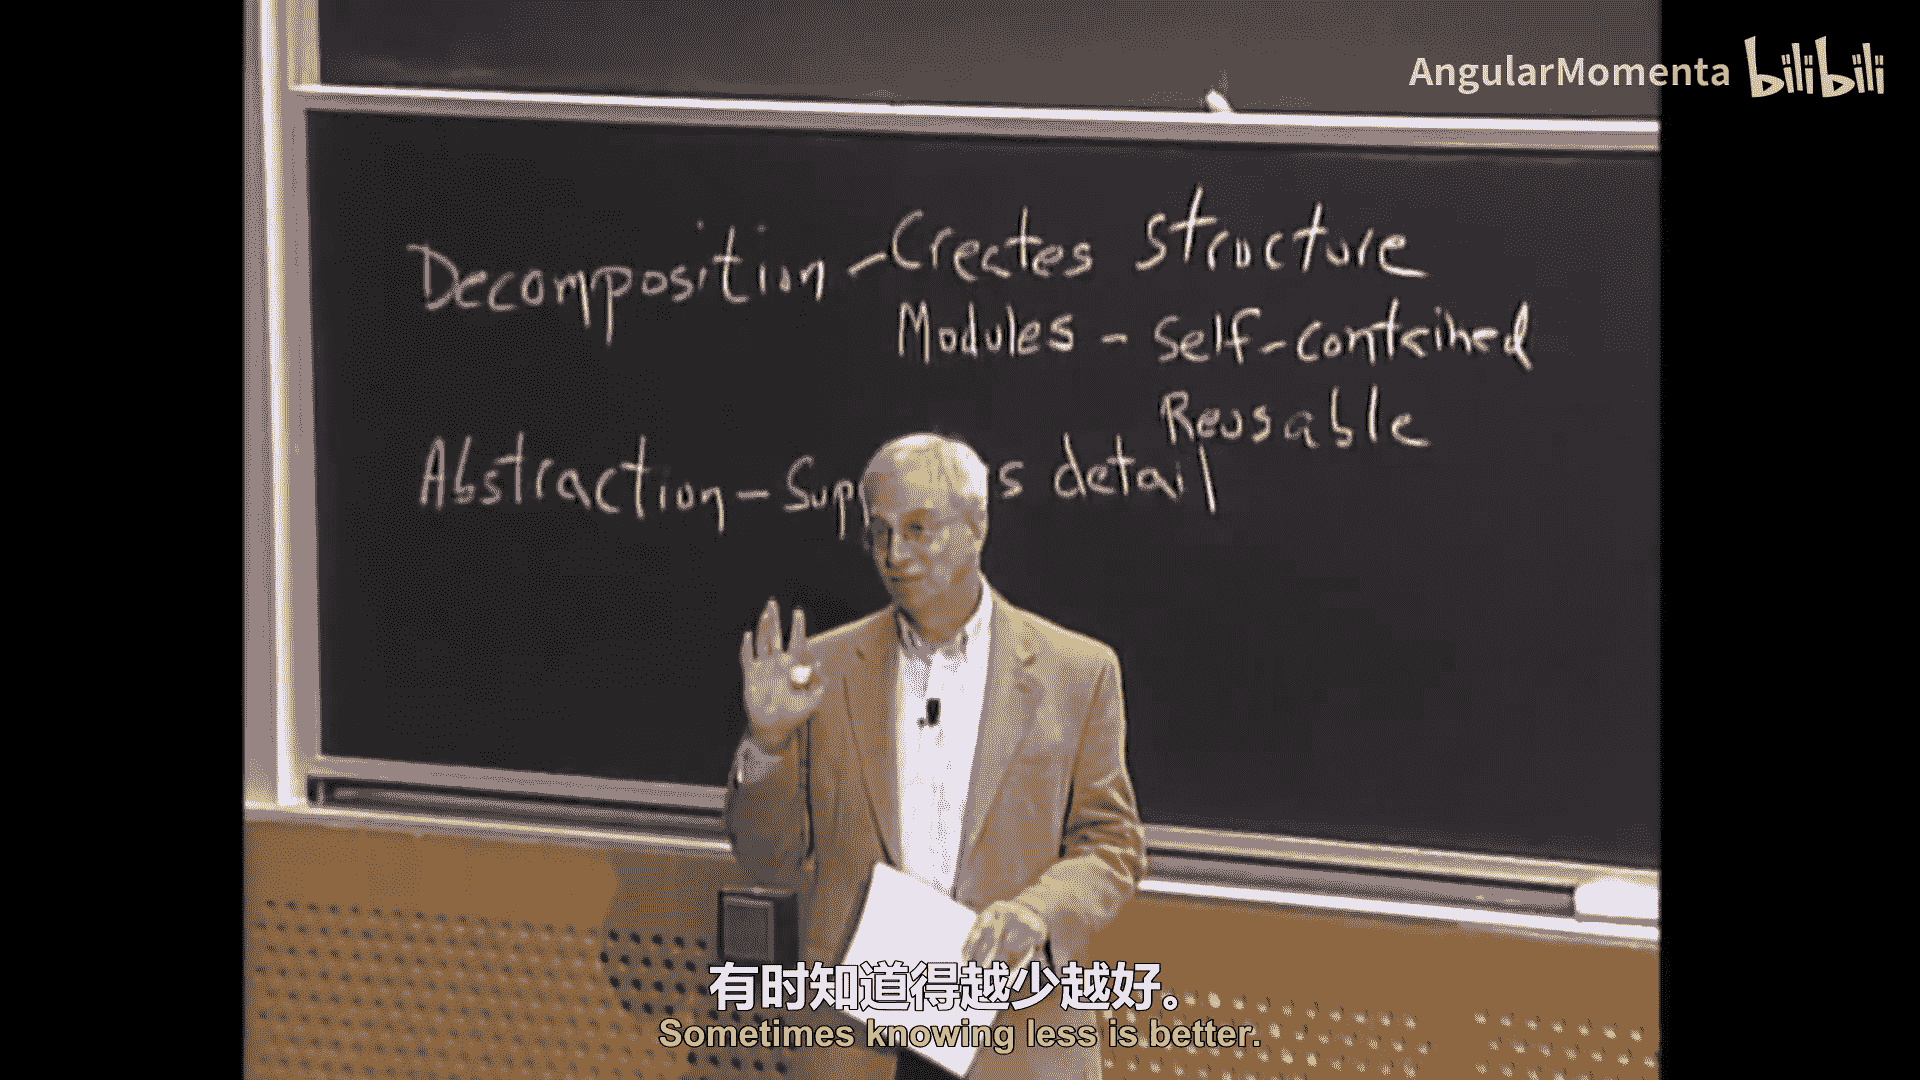 AngularMomenta bilibili
Decomposition - Creates structure
Modules - Self-contained
Reusable
Abstraction - detail
有时知道得越少越好。
Sometimes knowing less is better.